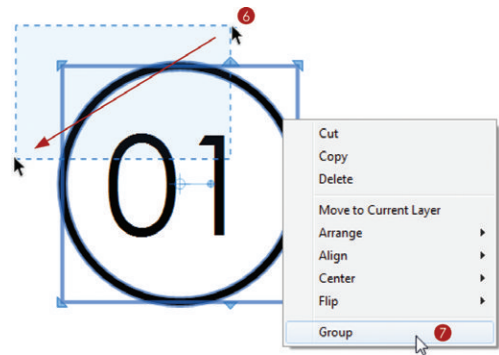 6
01
Cut
Copy
Delete
Move to Current Layer
Arrange
Align
Center
Flip
Group 7